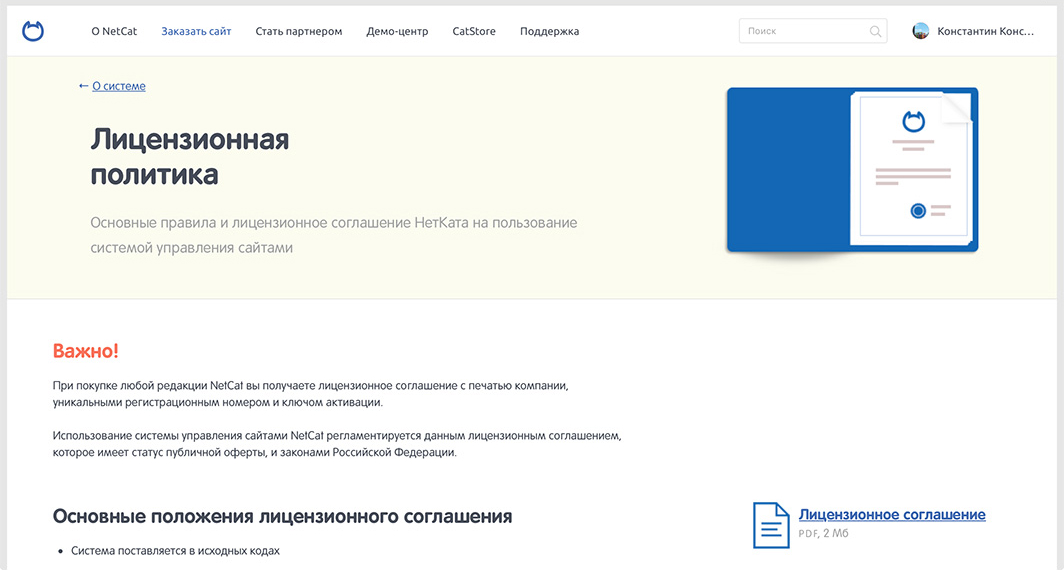 О NetCat Заказать сайт Стать партнером Демо-центр CatStore Поддержка Поиск Константин Конс...
← О системе
Лицензионная
политика
Основные правила и лицензионное соглашение НетКата на пользование
системой управления сайтами
Важно!
При покупке любой редакции NetCat вы получаете лицензионное соглашение с печатью компании,
уникальными регистрационным номером и ключом активации.
Использование системы управления сайтами NetCat регламентируется данным лицензионным соглашением,
которое имеет статус публичной оферты, и законами Российской Федерации.
Основные положения лицензионного соглашения
• Система поставляется в исходных кодах
Лицензионное соглашение
PDF, 2 Мб